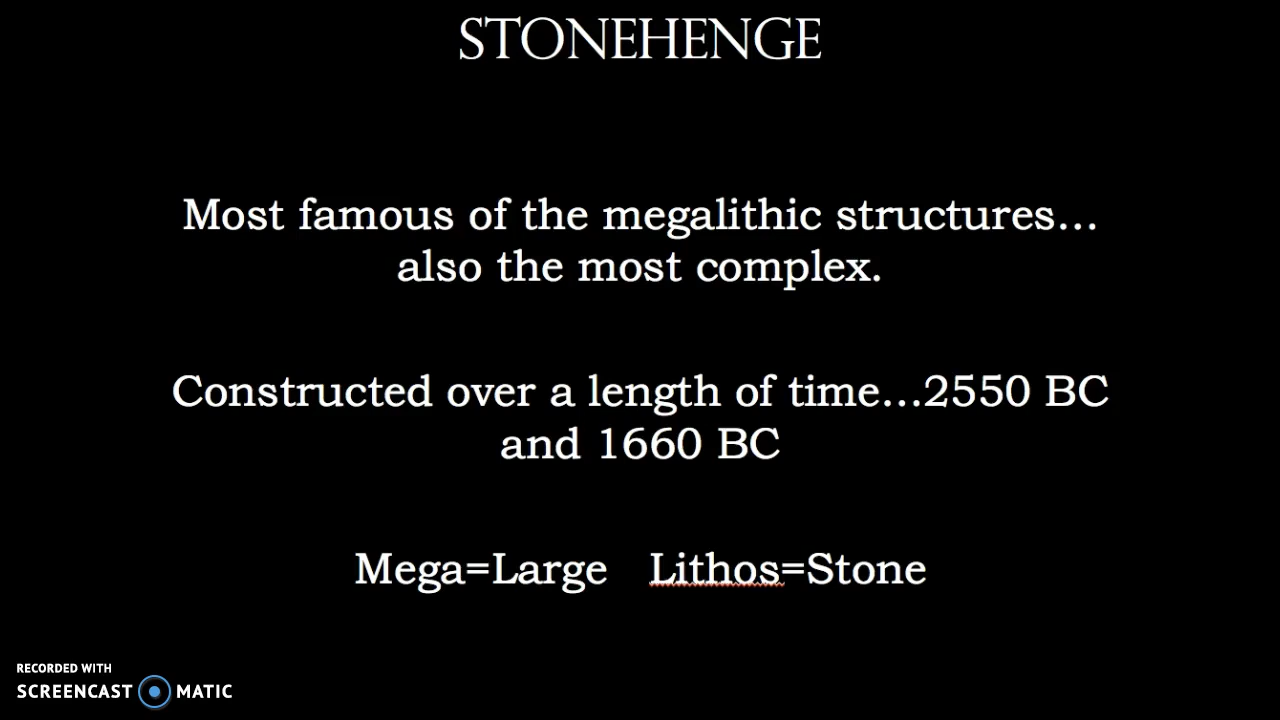 STONEHENGE
Most famous of the megalithic structures...
also the most complex.
Constructed over a length of time...2550 BC
and 1660 BC
Mega=Large Lithos=Stone
RECORDED WITH
SCREENCAST MATIC